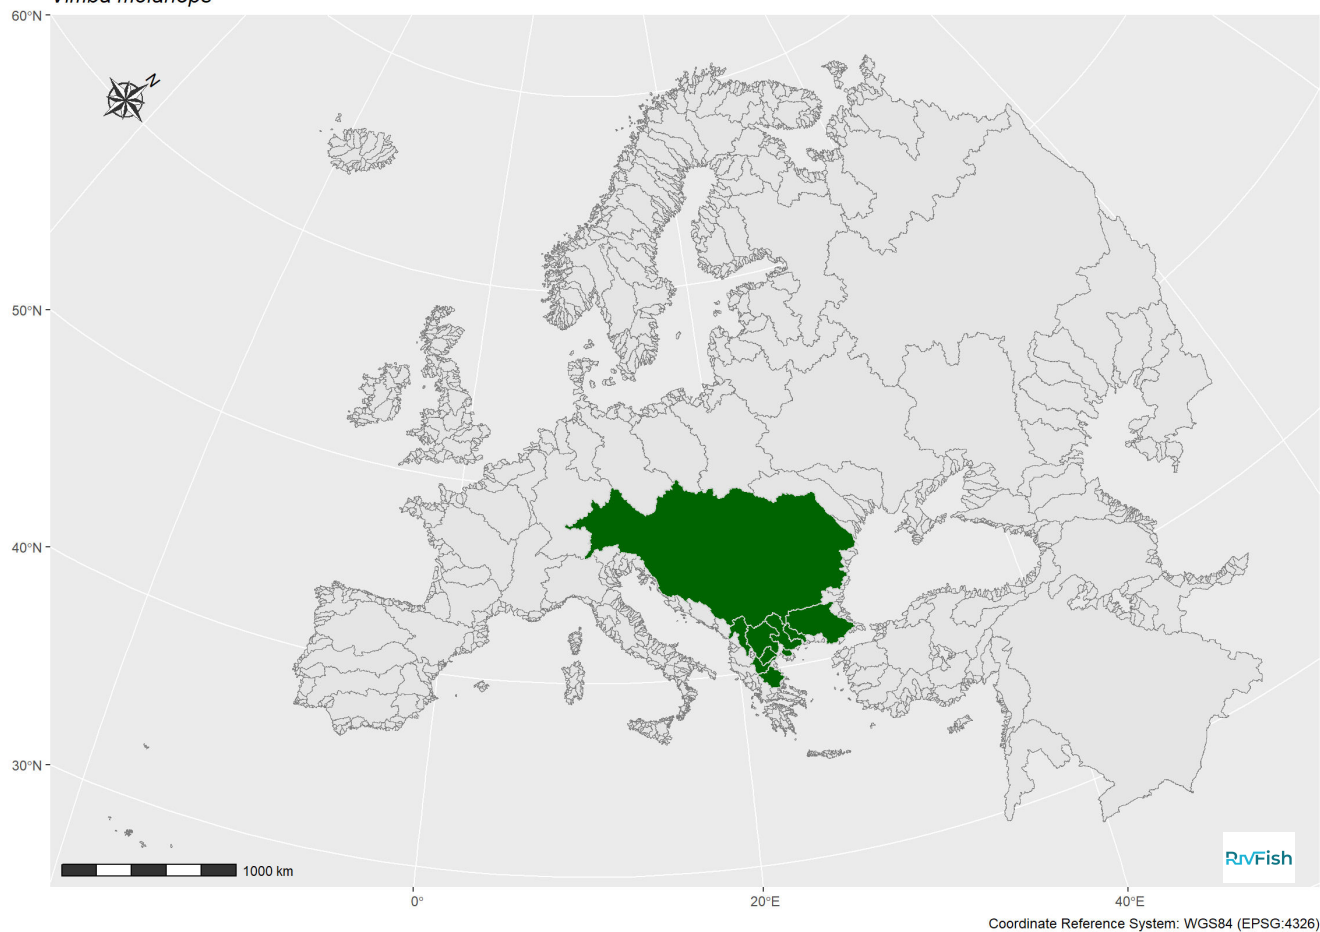 Vimba melanops
60°N
50°N
40°N
30°N
N
1000 km
RivFish
0°
20°E
40°E
Coordinate Reference System: WGS84 (EPSG:4326)